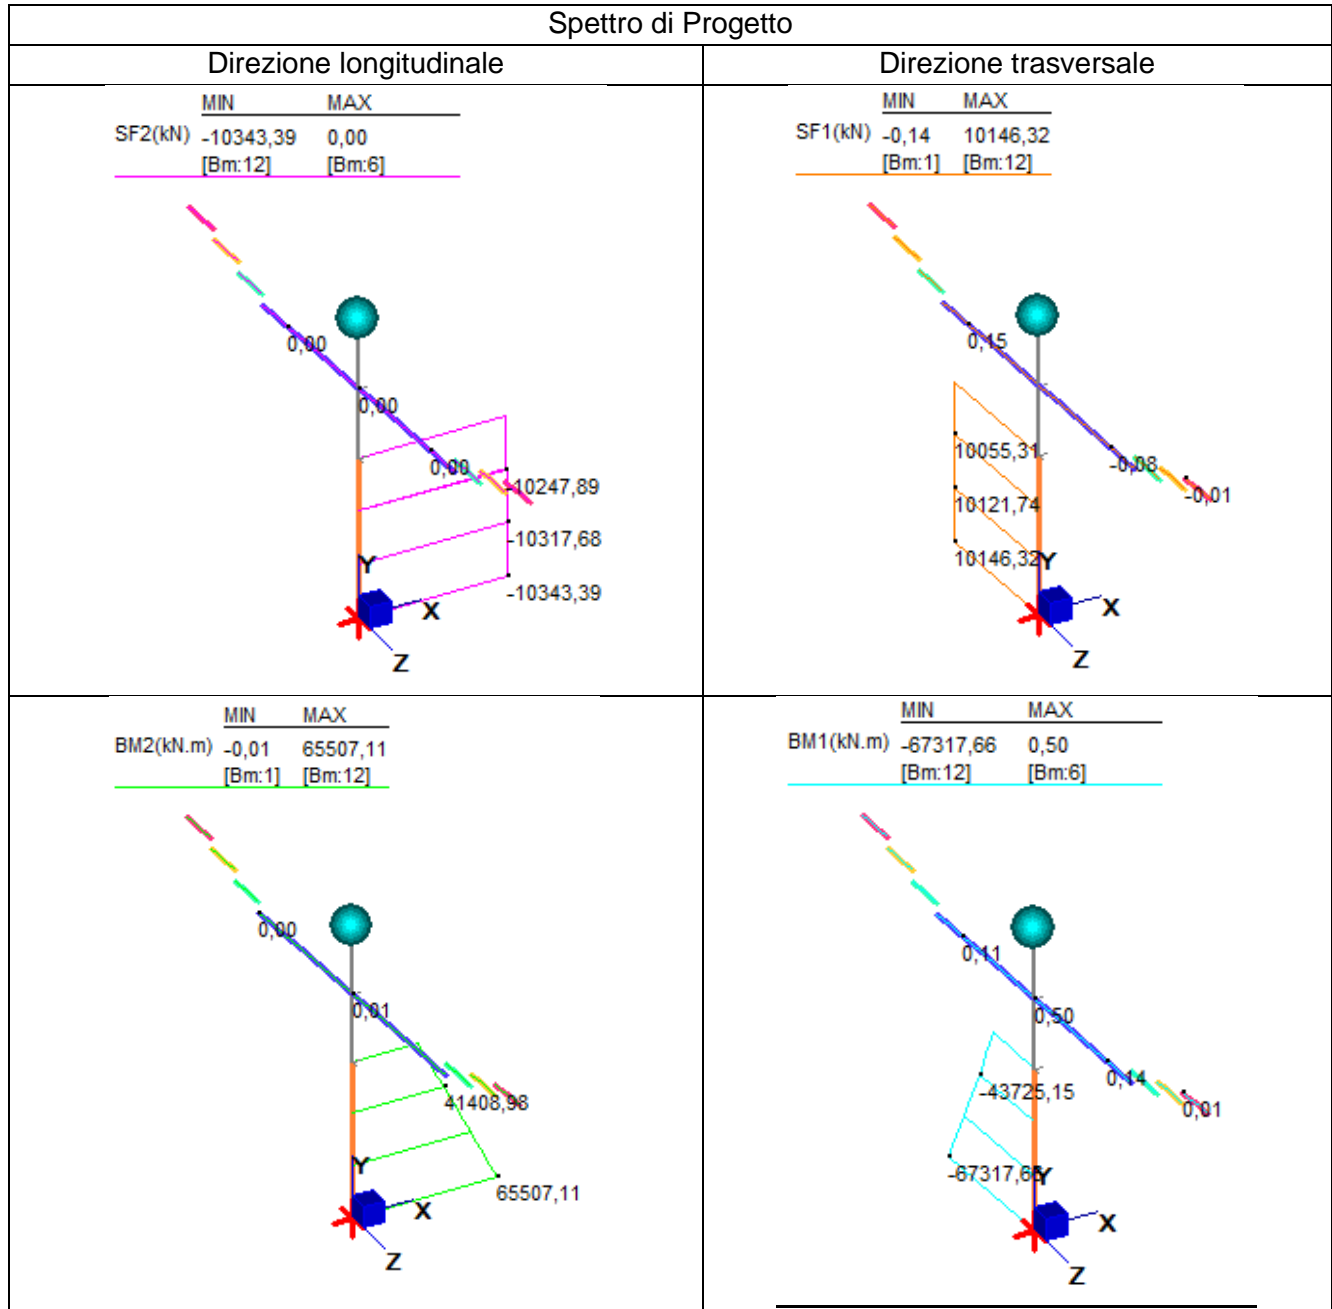 Spettro di Progetto
Direzione longitudinale
Direzione trasversale
MIN MAX
SF2(kN) -10343,39 0,00
[Bm:12] [Bm:6]
0,00
0,00
0,00
-10247,89
-10317,68
-10343,39
Y
X
Z
MIN MAX
SF1(kN) -0,14 10146,32
[Bm:1] [Bm:12]
0,15
10055,31
-0,08
-0,01
10121,74
10146,32
Y
X
Z
MIN MAX
BM2(kN.m) -0,01 65507,11
[Bm:1] [Bm:12]
0,00
0,01
41408,98
Y
65507,11
X
Z
MIN MAX
BM1(kN.m) -67317,66 0,50
[Bm:12] [Bm:6]
0,11
0,50
0,14
-43725,15
0,01
-67317,66
Y
X
Z